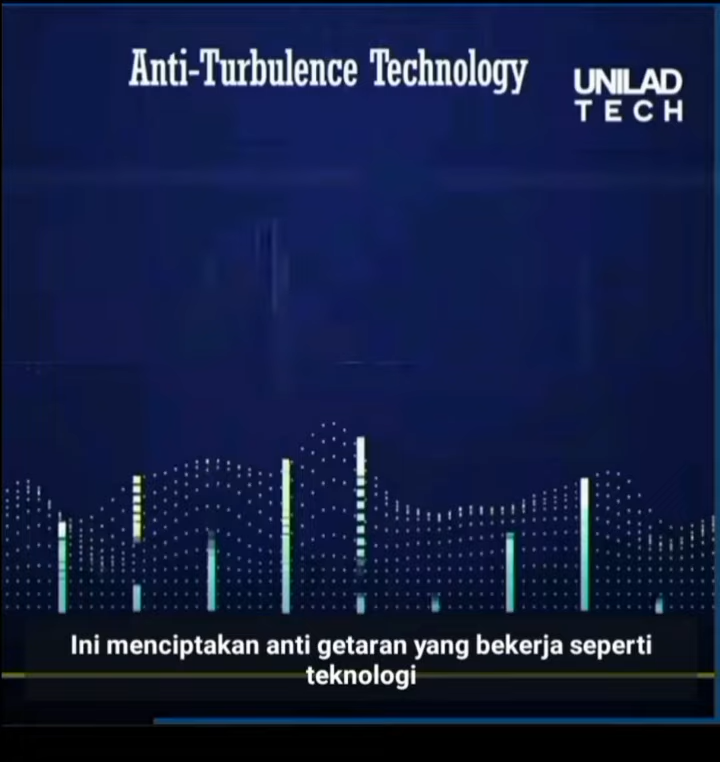 Anti-Turbulence Technology
UNILAD
TECH
Ini menciptakan anti getaran yang bekerja seperti
teknologi